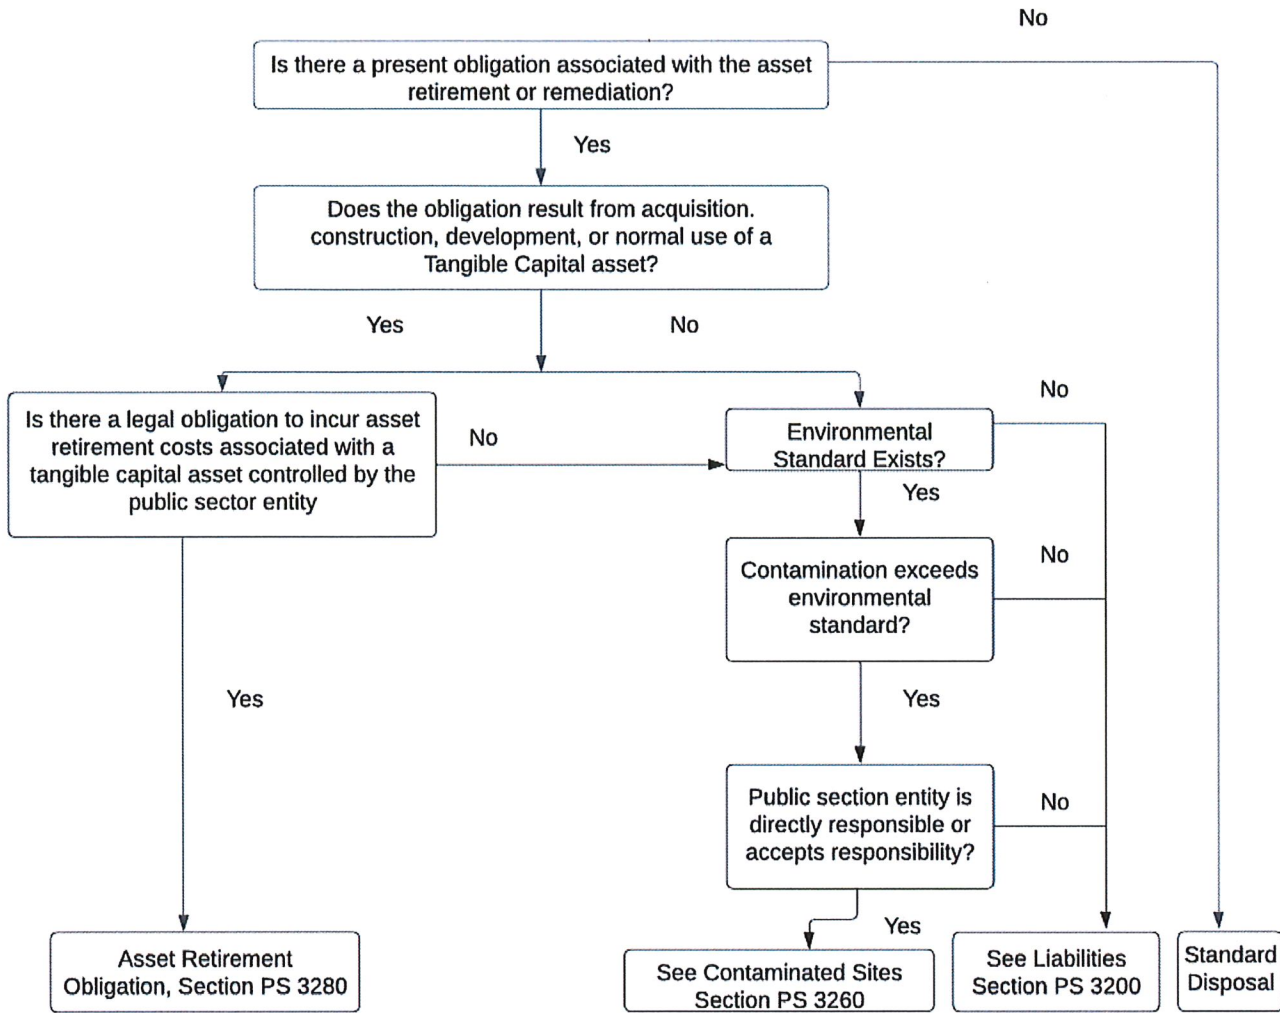 No
Is there a present obligation associated with the asset
retirement or remediation?
Yes
Does the obligation result from acquisition.
construction, development, or normal use of a
Tangible Capital asset?
Yes
No
Is there a legal obligation to incur asset
retirement costs associated with a
tangible capital asset controlled by the
public sector entity
No
Environmental
Standard Exists?
No
Yes
Contamination exceeds
environmental
standard?
No
Yes
Yes
Public section entity is
directly responsible or
accepts responsibility?
No
Yes
Asset Retirement
Obligation, Section PS 3280
See Contaminated Sites
Section PS 3260
See Liabilities
Section PS 3200
Standard
Disposal